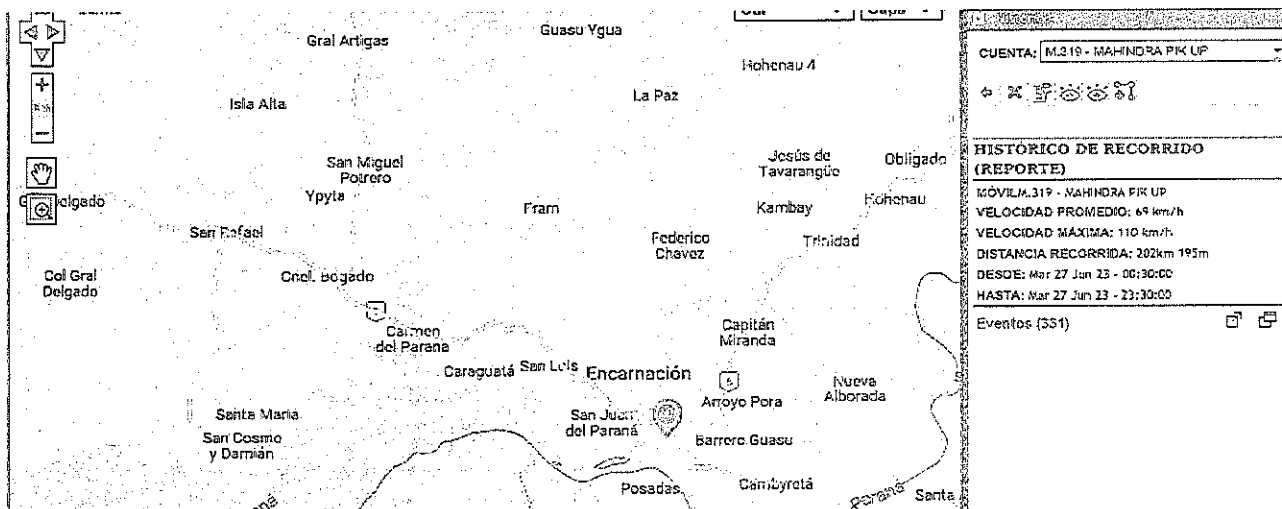 Guasu Ygua
Gral Artigas
Hohenau 4
La Paz
Isla Alta
San Miguel
Potrero
Jesús de
Tavarangüe
Obligado
Ypyta
Fram
Kambay
Hohenau
San Rafael
Federico
Chavez
Trinidad
Col Gral
Delgado
Cnel. Bogado
Carmen
del Parana
Capitán
Miranda
Caraguatá
San Luis
Encarnación
6
Nueva
Alborada
Santa Maria
San Juan
del Paraná
Arroyo Pora
San Cosme
y Damián
Barrero Guasu
Posadas
Cambyretá
Paraná
Santa
CUENTA: M.319 - MAHINDRA PIK UP
HISTÓRICO DE RECORRIDO
(REPORTE)
MÓVIL M.319 - MAHINDRA PIK UP
VELOCIDAD PROMEDIO: 69 km/h
VELOCIDAD MÁXIMA: 110 km/h
DISTANCIA RECORRIDA: 202km 195m
DESDE: Mar 27 Jun 23 - 00:30:00
HASTA: Mar 27 Jun 23 - 23:30:00
Eventos (331)